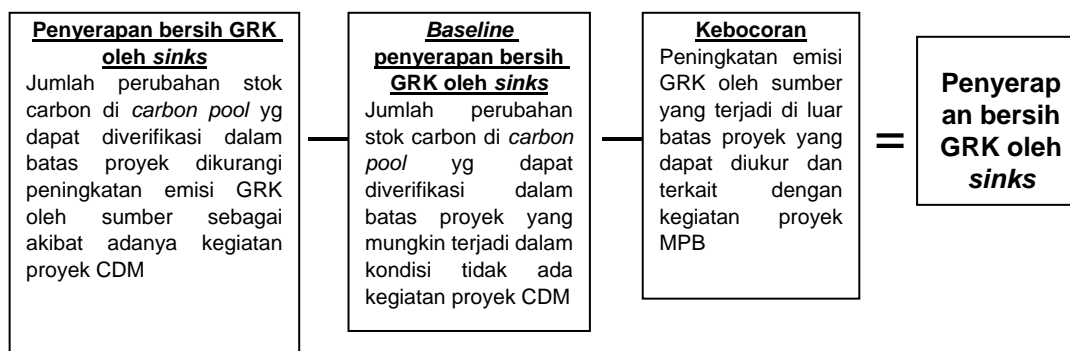 Penyerapan bersih GRK
oleh sinks
Jumlah perubahan stok
carbon di carbon pool yg
dapat diverifikasi dalam
batas proyek dikurangi
peningkatan emisi GRK
oleh sumber sebagai
akibat adanya kegiatan
proyek CDM
Baseline
penyerapan bersih
GRK oleh sinks
Jumlah perubahan
stok carbon di carbon
pool yg dapat
diverifikasi dalam
batas proyek yang
mungkin terjadi dalam
kondisi tidak ada
kegiatan proyek CDM
Kebocoran
Peningkatan emisi
GRK oleh sumber
yang terjadi di luar
batas proyek yang
dapat diukur dan
terkait dengan
kegiatan proyek
MPB
=
Penyerap
an bersih
GRK oleh
sinks